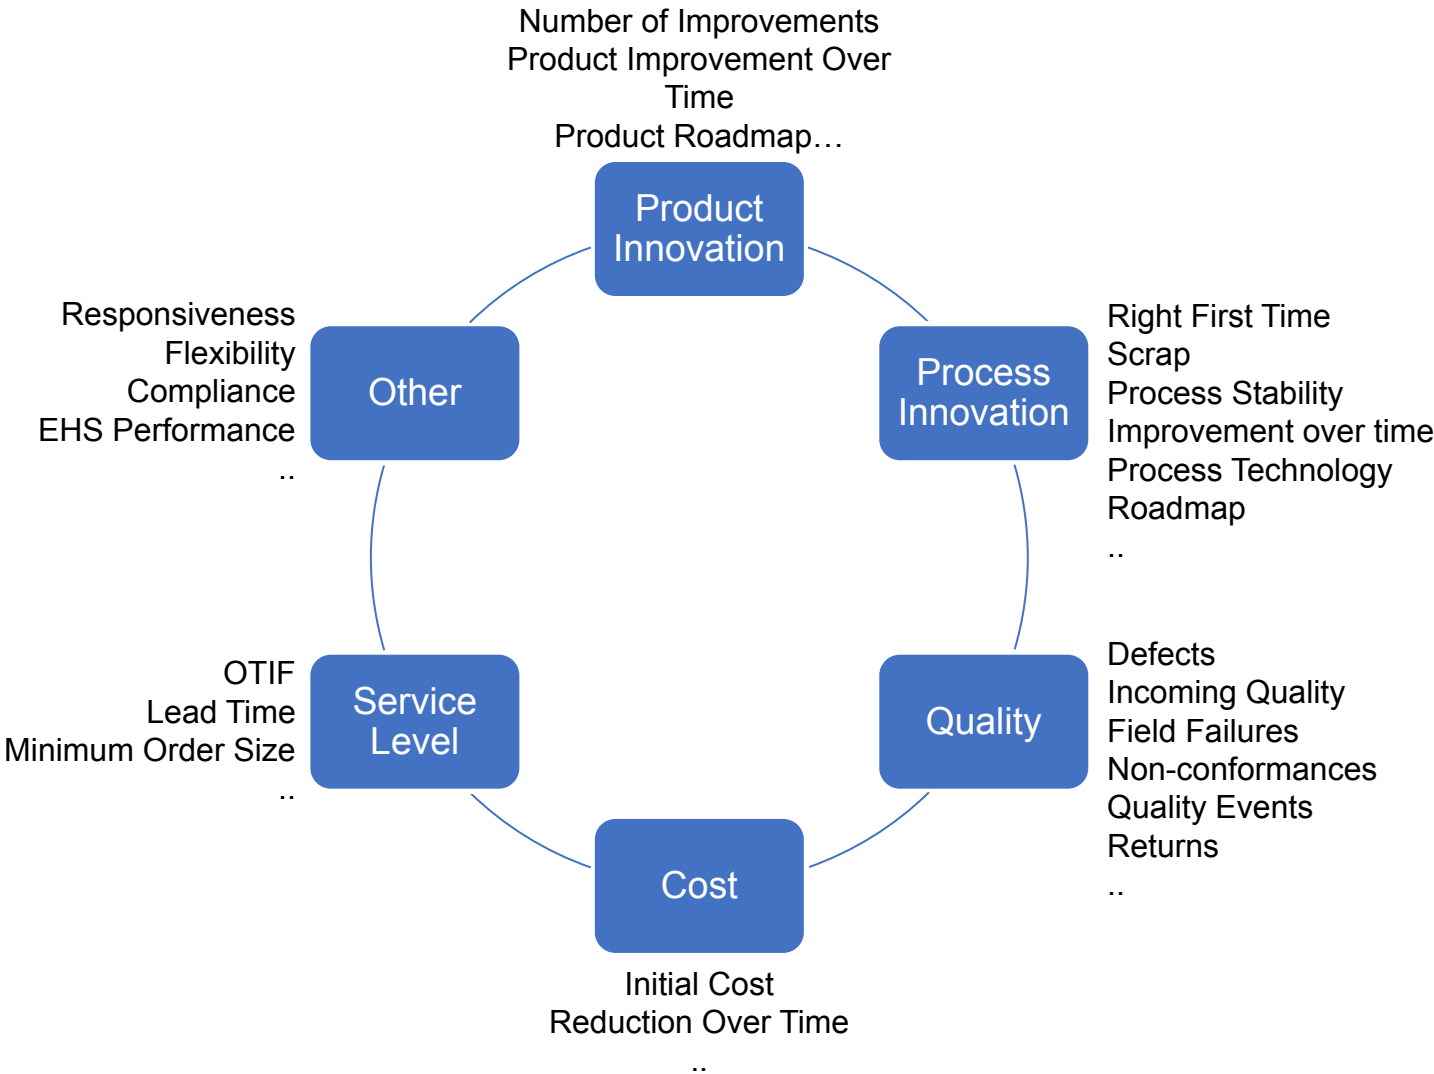 Number of Improvements
Product Improvement Over
Time
Product Roadmap…
Product
Innovation
Right First Time
Scrap
Process Stability
Improvement over time
Process Technology
Roadmap
..
Process
Innovation
Defects
Incoming Quality
Field Failures
Non-conformances
Quality Events
Returns
..
Quality
Cost
Initial Cost
Reduction Over Time
..
Service
Level
OTIF
Lead Time
Minimum Order Size
..
Other
Responsiveness
Flexibility
Compliance
EHS Performance
..